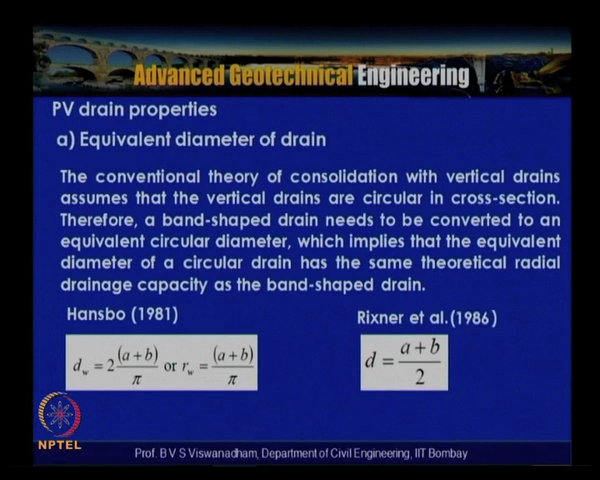 Advanced Geotechnical Engineering
PV drain properties
a) Equivalent diameter of drain
The conventional theory of consolidation with vertical drains
assumes that the vertical drains are circular in cross-section.
Therefore, a band-shaped drain needs to be converted to an
equivalent circular diameter, which implies that the equivalent
diameter of a circular drain has the same theoretical radial
drainage capacity as the band-shaped drain.
Hansbo (1981)
Rixner et al.(1986)
d_w = 2 (a+b)/π or r_w = (a+b)/π
d = (a+b)/2
NPTEL
Prof. B V S Viswanadham, Department of Civil Engineering, IIT Bombay